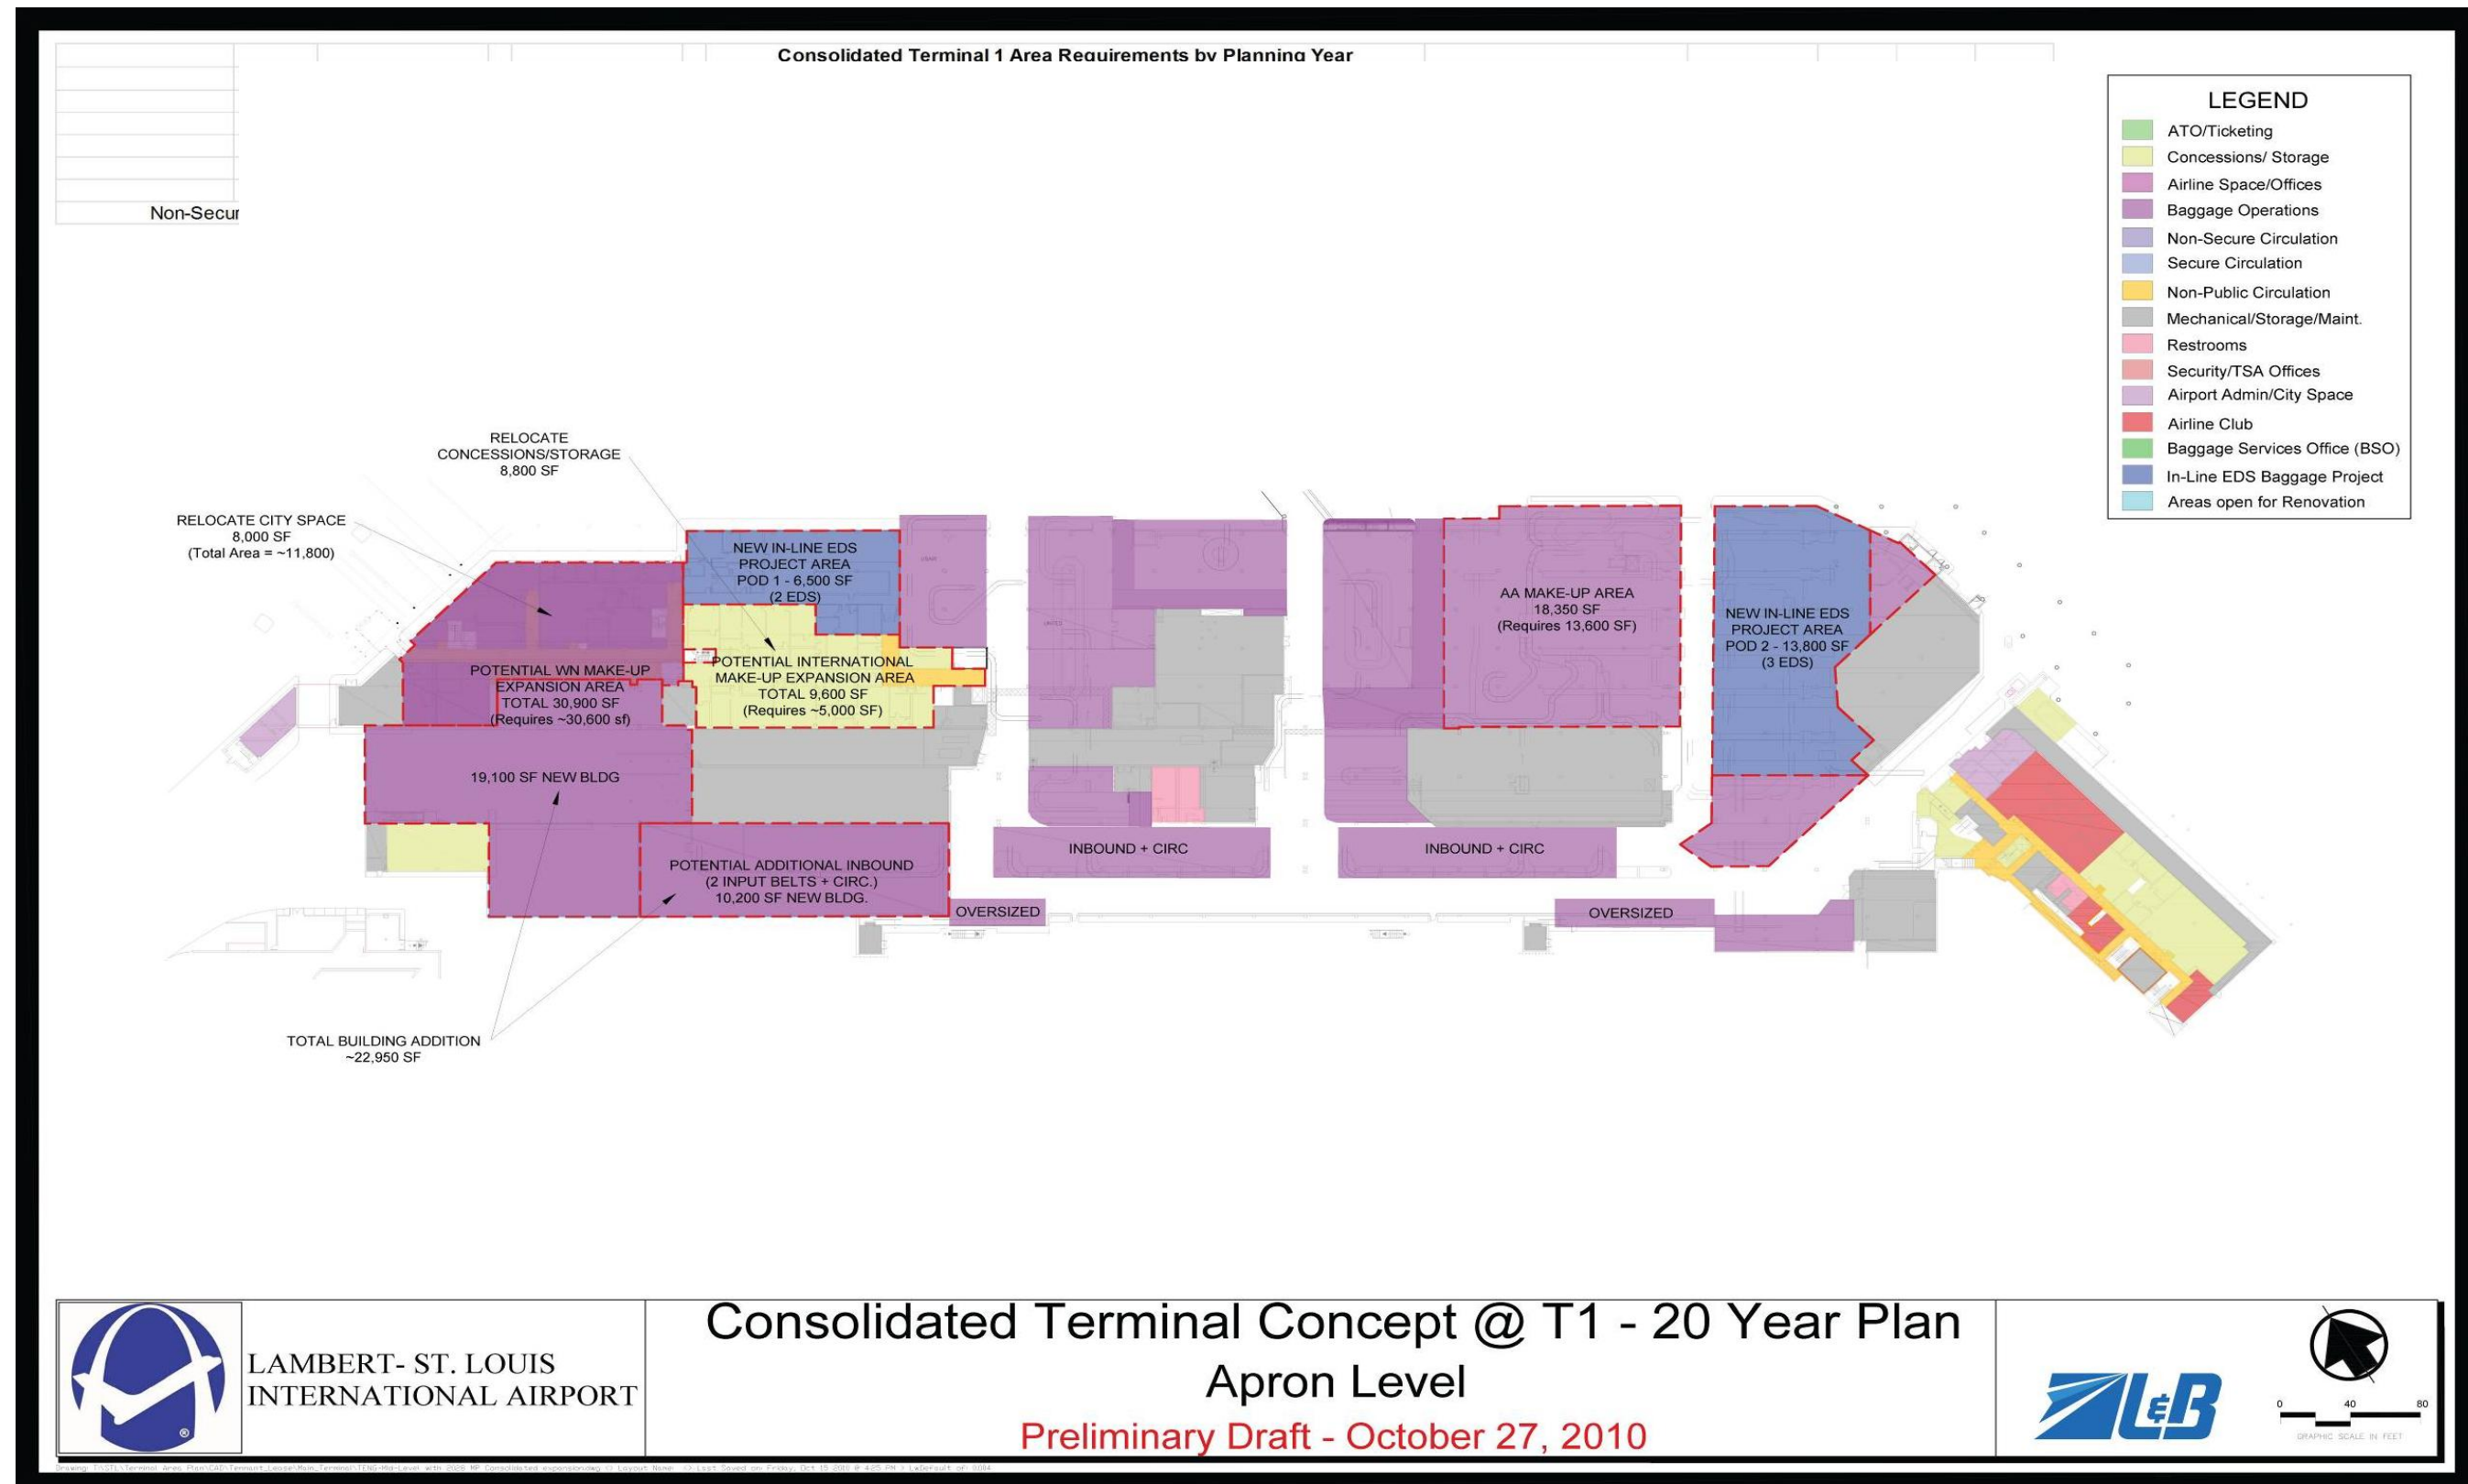 Consolidated Terminal 1 Area Requirements by Planning Year
Non-Secur
LEGEND
ATO/Ticketing
Concessions/ Storage
Airline Space/Offices
Baggage Operations
Non-Secure Circulation
Secure Circulation
Non-Public Circulation
Mechanical/Storage/Maint.
Restrooms
Security/TSA Offices
Airport Admin/City Space
Airline Club
Baggage Services Office (BSO)
In-Line EDS Baggage Project
Areas open for Renovation
RELOCATE
CONCESSIONS/STORAGE
8,800 SF
RELOCATE CITY SPACE
8,000 SF
(Total Area = ~11,800)
NEW IN-LINE EDS
PROJECT AREA
POD 1 - 6,500 SF
(2 EDS)
USAIR
UNITED
AA MAKE-UP AREA
18,350 SF
(Requires 13,600 SF)
NEW IN-LINE EDS
PROJECT AREA
POD 2 - 13,800 SF
(3 EDS)
POTENTIAL WN MAKE-UP
EXPANSION AREA
TOTAL 30,900 SF
(Requires ~30,600 sf)
POTENTIAL INTERNATIONAL
MAKE-UP EXPANSION AREA
TOTAL 9,600 SF
(Requires ~5,000 SF)
19,100 SF NEW BLDG
POTENTIAL ADDITIONAL INBOUND
(2 INPUT BELTS + CIRC.)
10,200 SF NEW BLDG.
INBOUND + CIRC
INBOUND + CIRC
OVERSIZED
OVERSIZED
TOTAL BUILDING ADDITION
~22,950 SF
LAMBERT- ST. LOUIS
INTERNATIONAL AIRPORT
®
Consolidated Terminal Concept @ T1 - 20 Year Plan
Apron Level
Preliminary Draft - October 27, 2010
L&B
0 40 80
GRAPHIC SCALE IN FEET